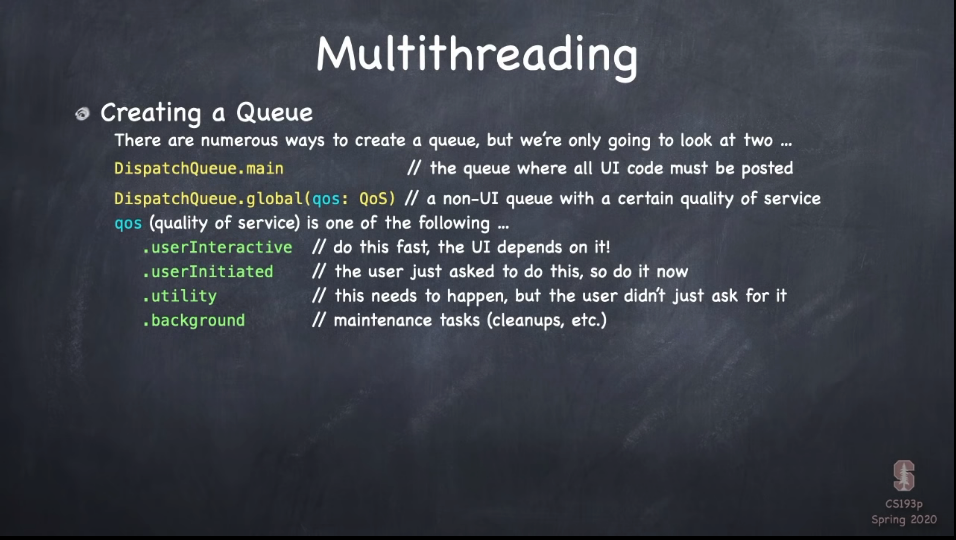 Multithreading
Creating a Queue
There are numerous ways to create a queue, but we're only going to look at two ...
DispatchQueue.main // the queue where all UI code must be posted
DispatchQueue.global(qos: QoS) // a non-UI queue with a certain quality of service
qos (quality of service) is one of the following ...
.userInteractive // do this fast, the UI depends on it!
.userInitiated // the user just asked to do this, so do it now
.utility // this needs to happen, but the user didn't just ask for it
.background // maintenance tasks (cleanups, etc.)
S
CS193p
Spring 2020